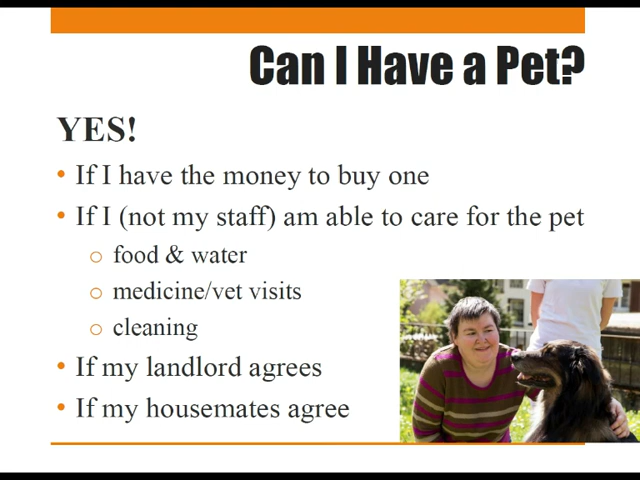 Can I Have a Pet?
YES!
• If I have the money to buy one
• If I (not my staff) am able to care for the pet
o food & water
o medicine/vet visits
o cleaning
• If my landlord agrees
• If my housemates agree